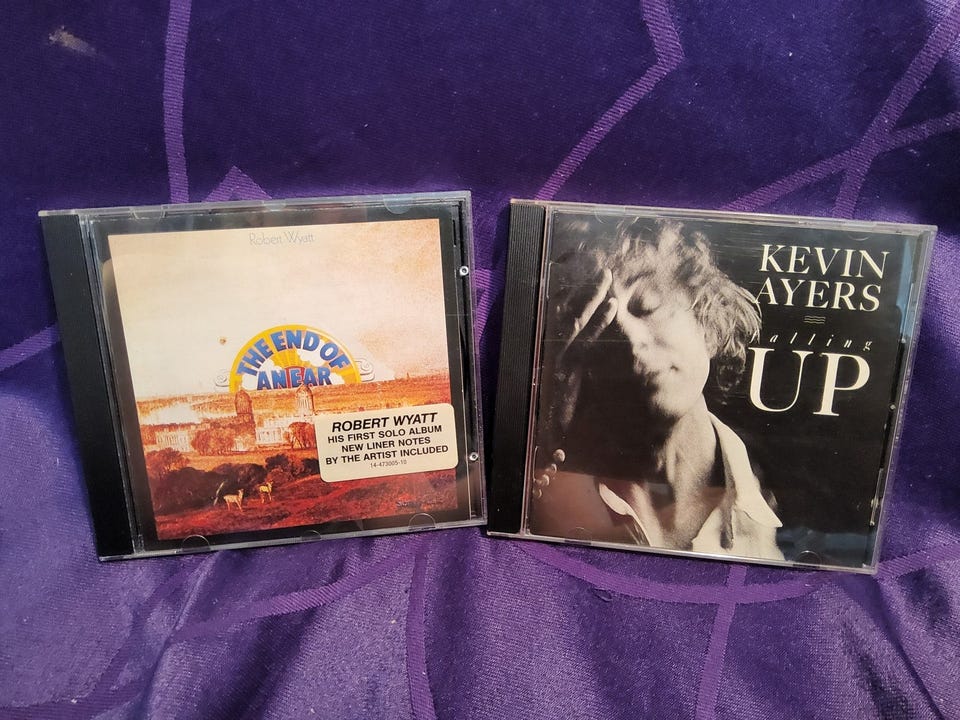 Robert Wyatt
THE END OF
AN EAR
ROBERT WYATT
HIS FIRST SOLO ALBUM
NEW LINER NOTES
BY THE ARTIST INCLUDED
14-473005-10
KEVIN
AYERS
falling
UP